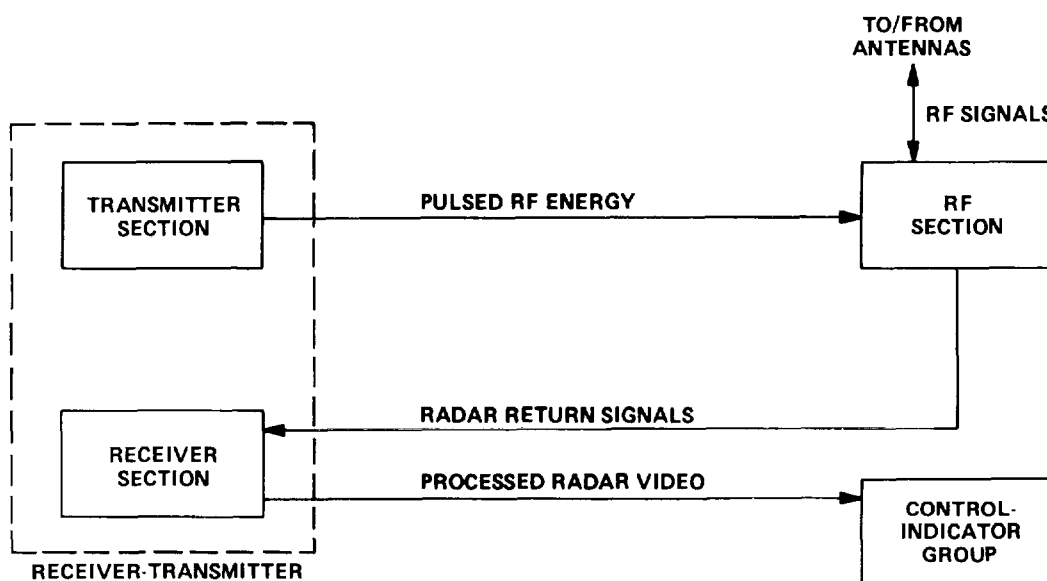 TO/FROM
ANTENNAS
RF SIGNALS
TRANSMITTER
SECTION
PULSED RF ENERGY
RF
SECTION
RADAR RETURN SIGNALS
RECEIVER
SECTION
PROCESSED RADAR VIDEO
CONTROL-
INDICATOR
GROUP
RECEIVER-TRANSMITTER